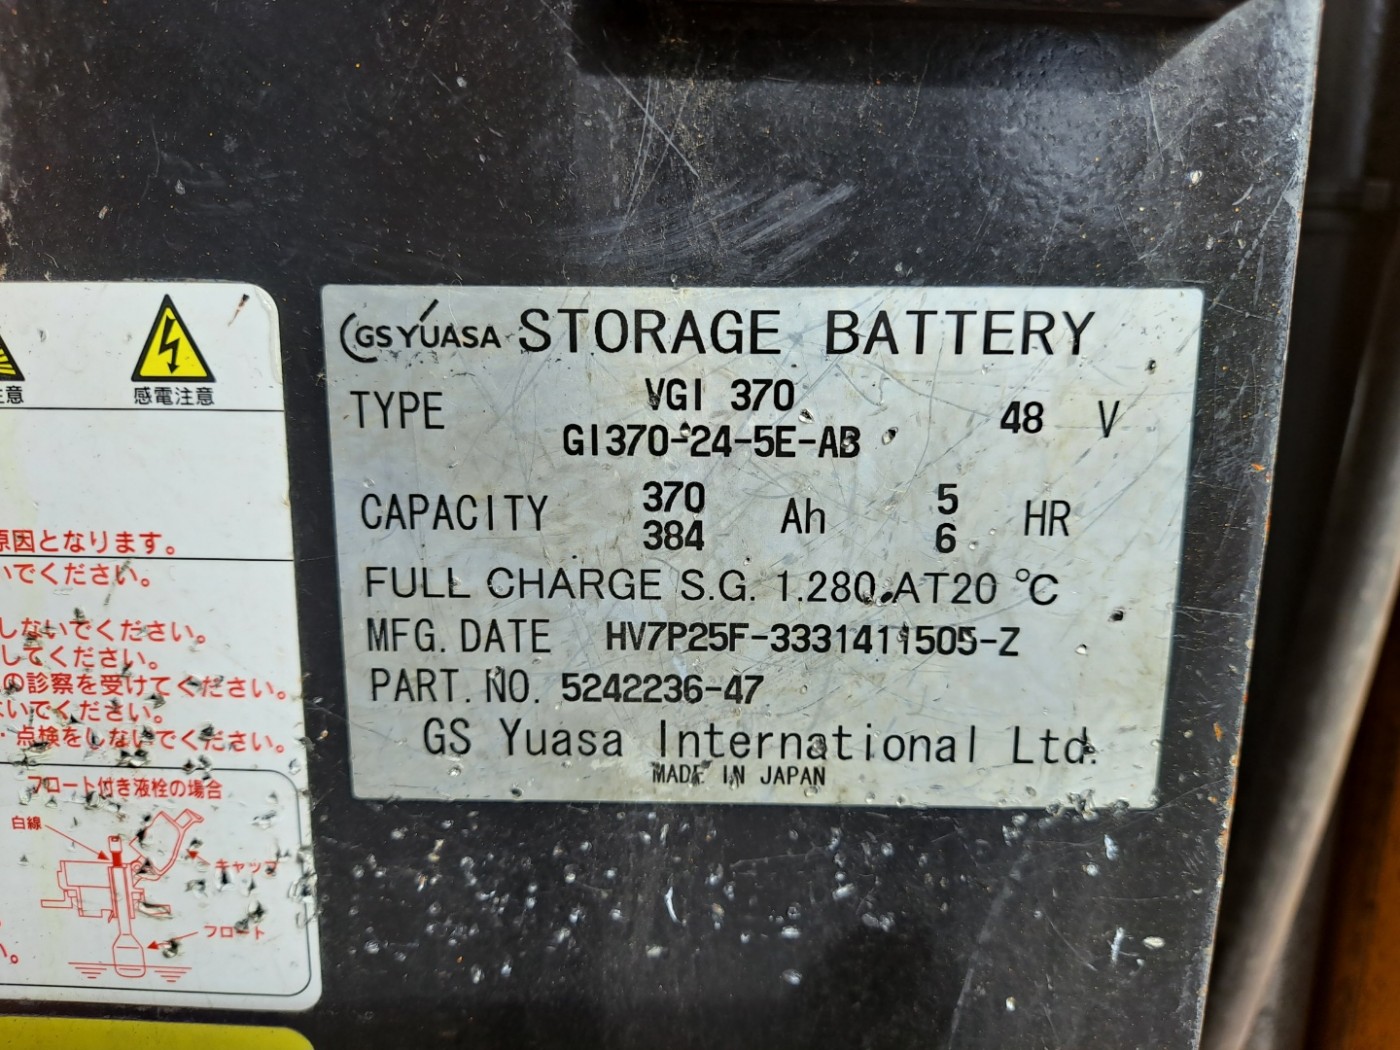 注意
感電注意
原因となります。
いでください。
しないでください。
してください。
の診察を受けてください。
ないでください。
・点検をしないでください。
フロート付き液栓の場合
白線
キャップ
フロート
い。
GS YUASA STORAGE BATTERY
TYPE VGI 370 48 V
GI370-24-5E-AB
CAPACITY 370 Ah 5 HR
384 6
FULL CHARGE S.G. 1.280 AT 20 ℃
MFG. DATE HV7P25F-3331411505-Z
PART. NO. 5242236-47
GS Yuasa International Ltd.
MADE IN JAPAN